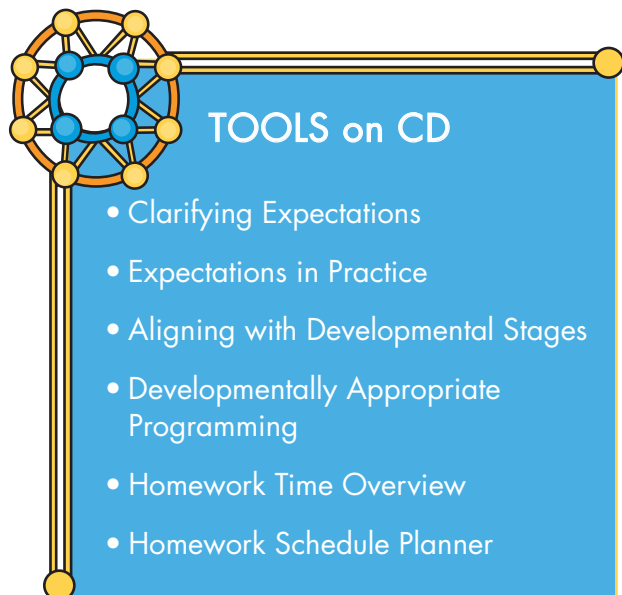 TOOLS on CD
• Clarifying Expectations
• Expectations in Practice
• Aligning with Developmental Stages
• Developmentally Appropriate
Programming
• Homework Time Overview
• Homework Schedule Planner